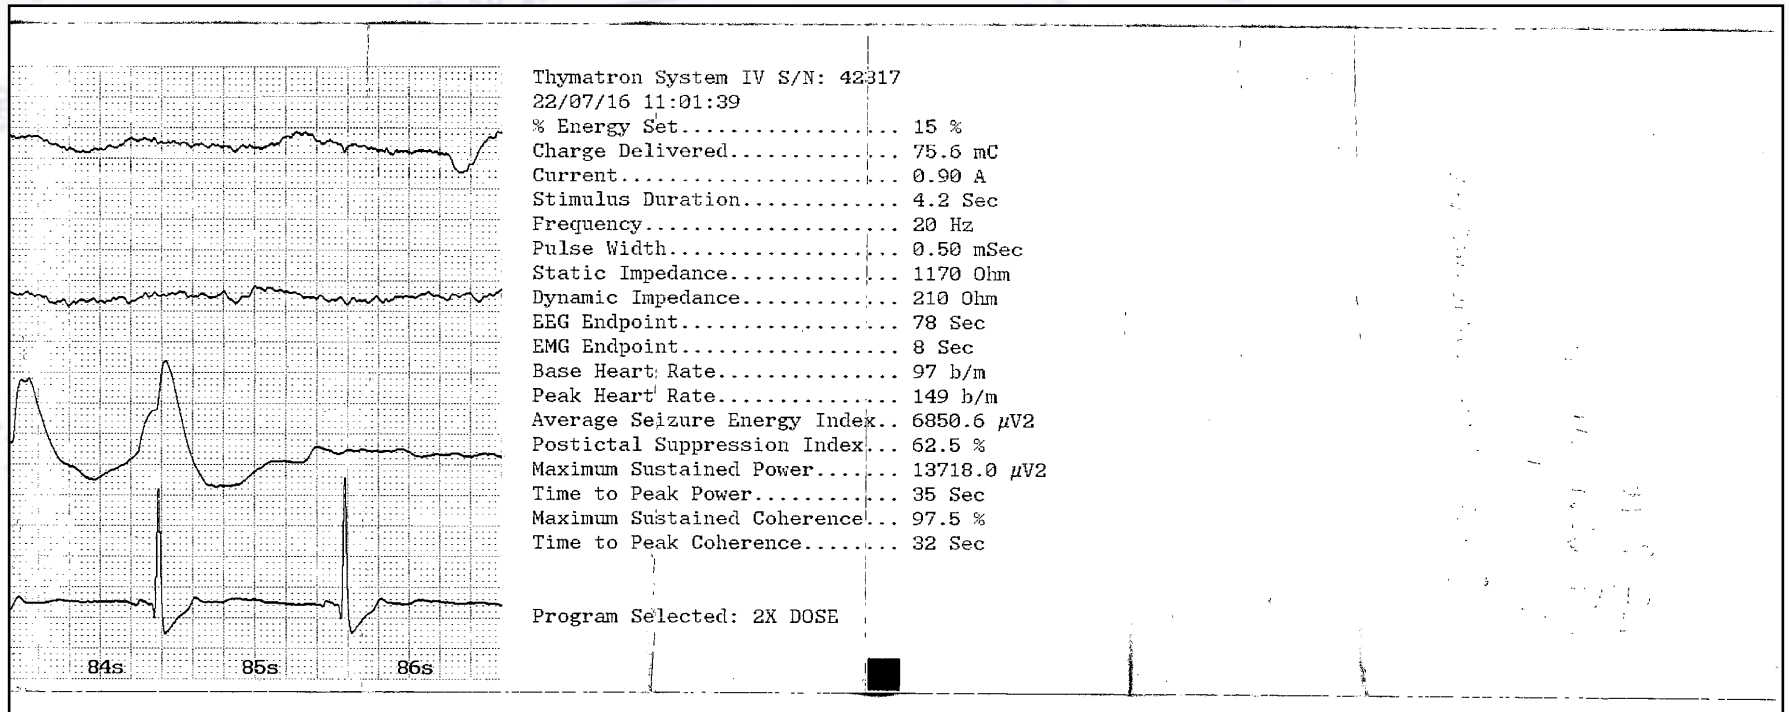 Thymatron System IV S/N: 42317
22/07/16 11:01:39
% Energy Set.................. 15 %
Charge Delivered.............. 75.6 mC
Current....................... 0.90 A
Stimulus Duration............. 4.2 Sec
Frequency..................... 20 Hz
Pulse Width................... 0.50 mSec
Static Impedance.............. 1170 Ohm
Dynamic Impedance............. 210 Ohm
EEG Endpoint.................. 78 Sec
EMG Endpoint.................. 8 Sec
Base Heart Rate............... 97 b/m
Peak Heart Rate............... 149 b/m
Average Seizure Energy Index.. 6850.6 µV2
Postictal Suppression Index... 62.5 %
Maximum Sustained Power....... 13718.0 µV2
Time to Peak Power............ 35 Sec
Maximum Sustained Coherence... 97.5 %
Time to Peak Coherence........ 32 Sec
Program Selected: 2X DOSE
84s 85s 86s